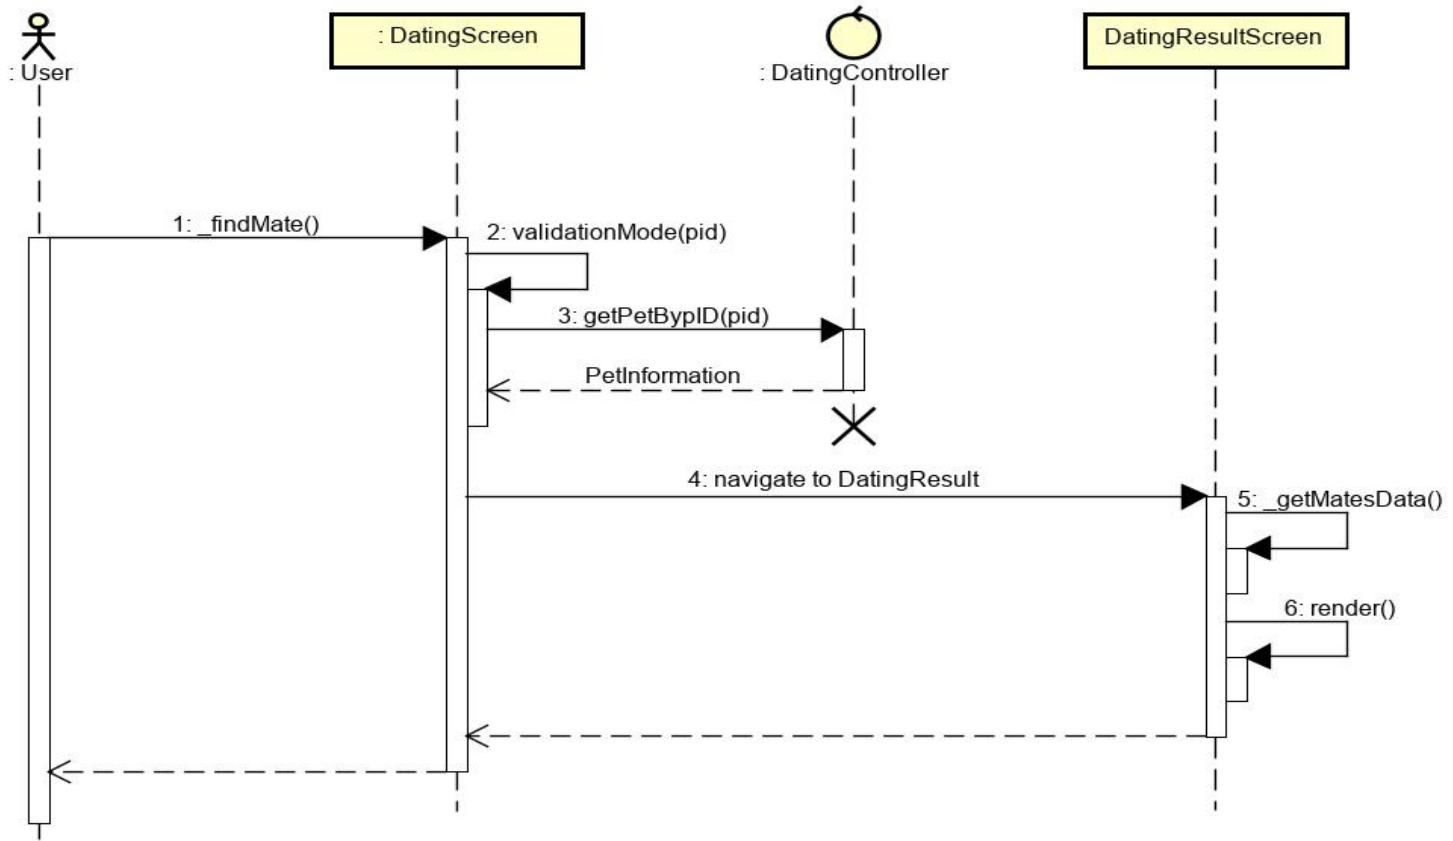 : User
: DatingScreen
: DatingController
DatingResultScreen
1: _findMate()
2: validationMode(pid)
3: getPetBypID(pid)
PetInformation
4: navigate to DatingResult
5: _getMatesData()
6: render()